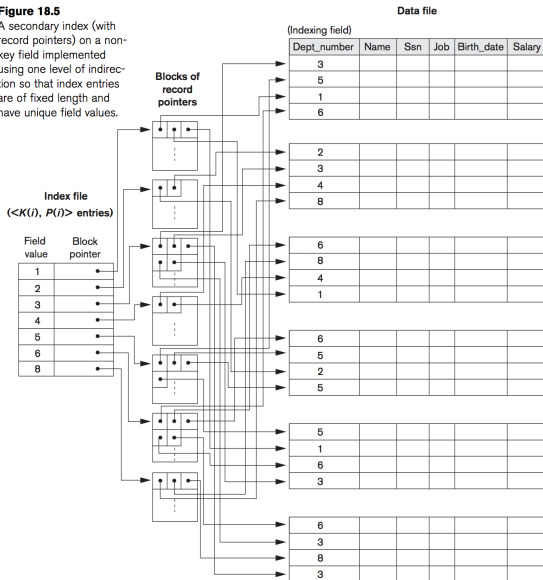 Figure 18.5
A secondary index (with
record pointers) on a non-
key field implemented
using one level of indirec-
tion so that index entries
are of fixed length and
have unique field values.
Data file
(Indexing field)
Dept_number Name Ssn Job Birth_date Salary
3
5
1
6
2
3
4
8
6
8
4
1
6
5
2
5
5
1
6
3
6
3
8
3
Blocks of
record
pointers
Index file
(<K(i), P(i)> entries)
Field value
Block pointer
1
2
3
4
5
6
8